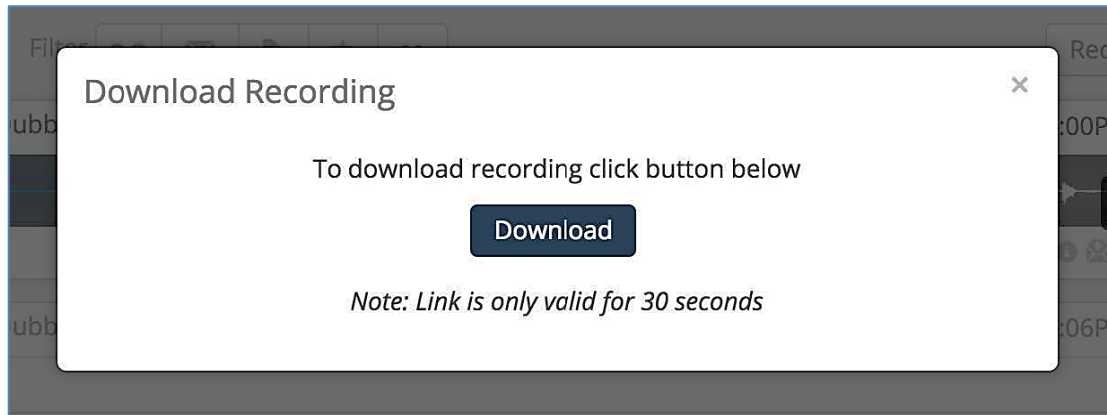 Download Recording
×
To download recording click button below
Download
Note: Link is only valid for 30 seconds